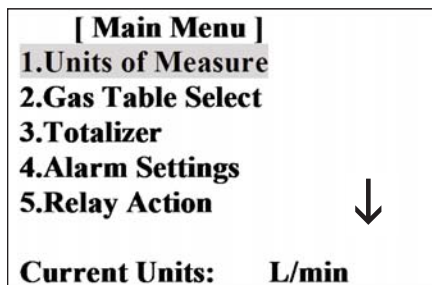 [ Main Menu ]
1.Units of Measure
2.Gas Table Select
3.Totalizer
4.Alarm Settings
5.Relay Action
Current Units: L/min